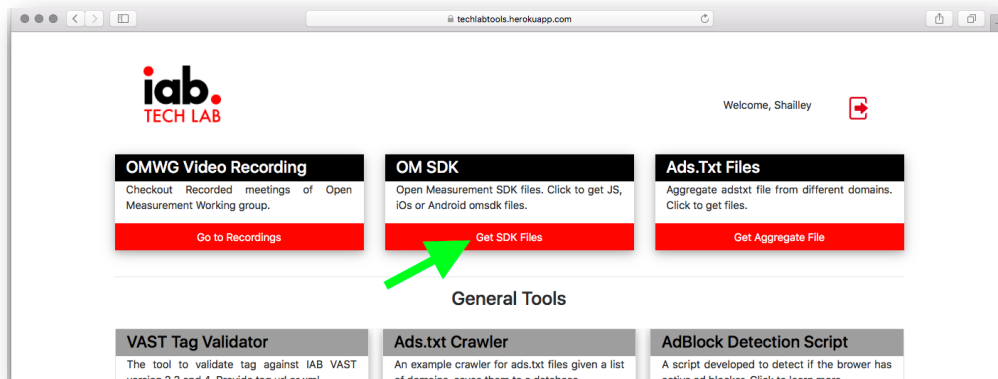 techlabtools.herokuapp.com
iab.
TECH LAB
Welcome, Shailley
OMWG Video Recording
Checkout Recorded meetings of Open
Measurement Working group.
Go to Recordings
OM SDK
Open Measurement SDK files. Click to get JS,
iOs or Android omsdk files.
Get SDK Files
Ads.Txt Files
Aggregate adstxt file from different domains.
Click to get files.
Get Aggregate File
General Tools
VAST Tag Validator
The tool to validate tag against IAB VAST
Ads.txt Crawler
An example crawler for ads.txt files given a list
AdBlock Detection Script
A script developed to detect if the brower has